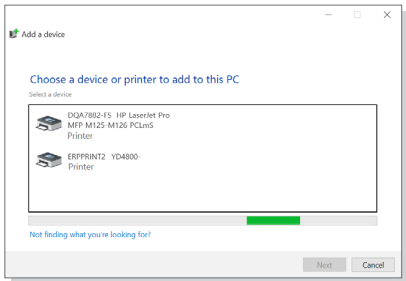 Add a device
Choose a device or printer to add to this PC
Select a device
DQA7882-F5 HP LaserJet Pro
MFP M125-M126 PCLmS
Printer
ERPPRINT2 YD4800-
Printer
Not finding what you're looking for?
Next
Cancel